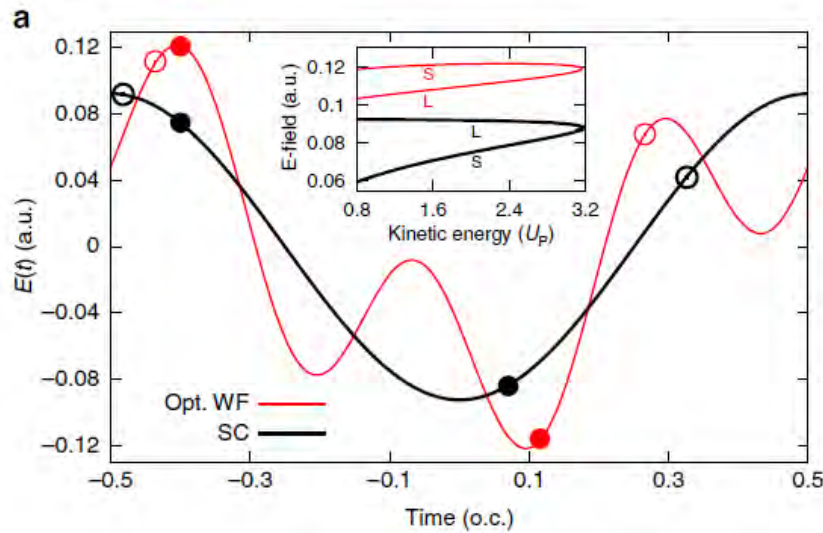 a
0.12
0.08
0.04
0
−0.04
−0.08
−0.12
E(t) (a.u.)
−0.5
−0.3
−0.1
0.1
0.3
0.5
Time (o.c.)
Opt. WF
SC
0.12
0.1
0.08
0.06
E-field (a.u.)
S
L
L
S
0.8
1.6
2.4
3.2
Kinetic energy (UP)